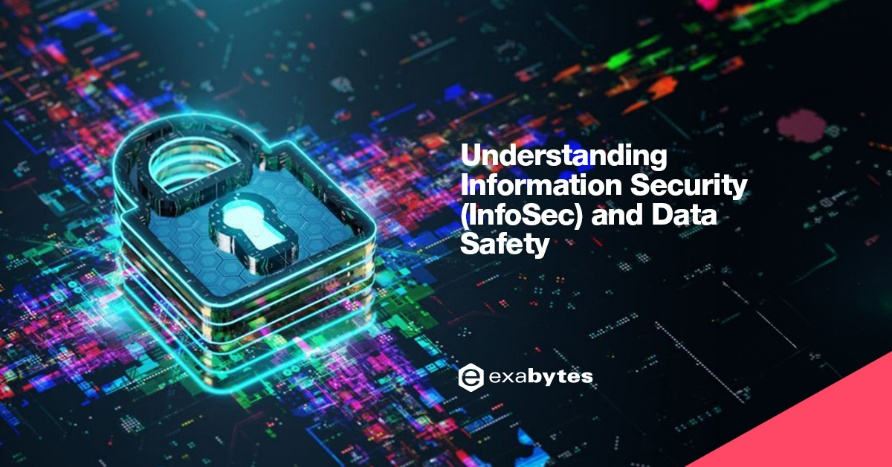 Understanding
Information Security
(InfoSec) and Data
Safety
exabytes